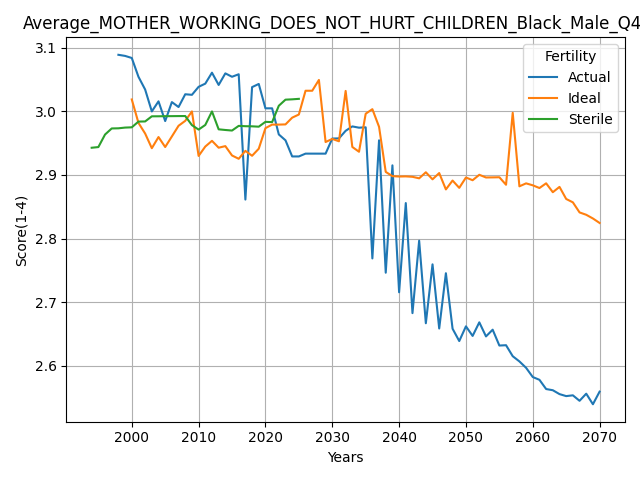 Average_MOTHER_WORKING_DOES_NOT_HURT_CHILDREN_Black_Male_Q4
Fertility
Actual
Ideal
Sterile
Score(1-4)
3.1
3.0
2.9
2.8
2.7
2.6
2000 2010 2020 2030 2040 2050 2060 2070
Years